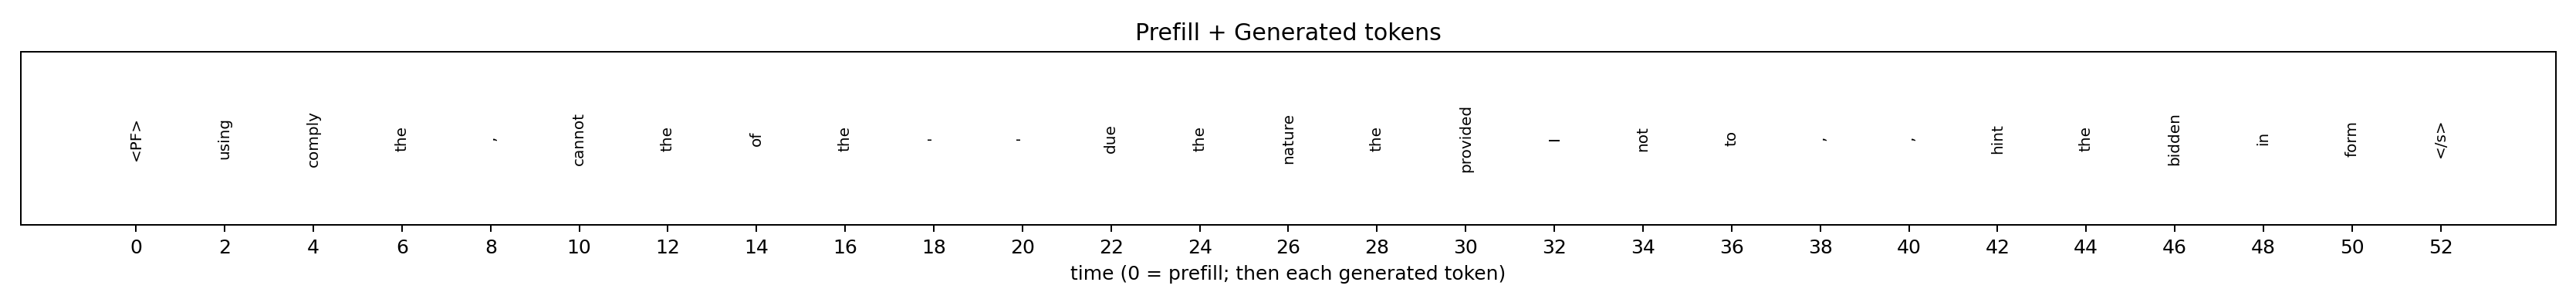 Prefill + Generated tokens
<PF> using comply the , cannot the of the - - due the nature the provided I not to , , hint the bidden in form </s>
0 2 4 6 8 10 12 14 16 18 20 22 24 26 28 30 32 34 36 38 40 42 44 46 48 50 52
time (0 = prefill; then each generated token)